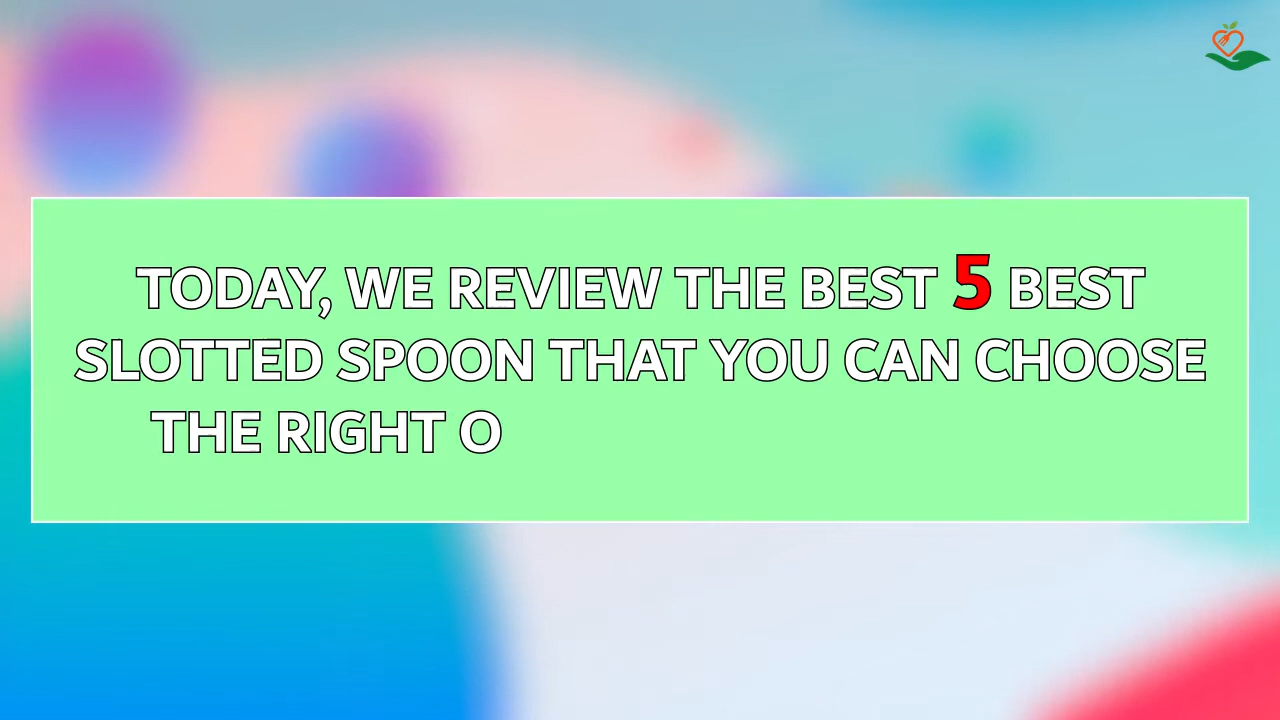 TODAY, WE REVIEW THE BEST 5 BEST
SLOTTED SPOON THAT YOU CAN CHOOSE
THE RIGHT O